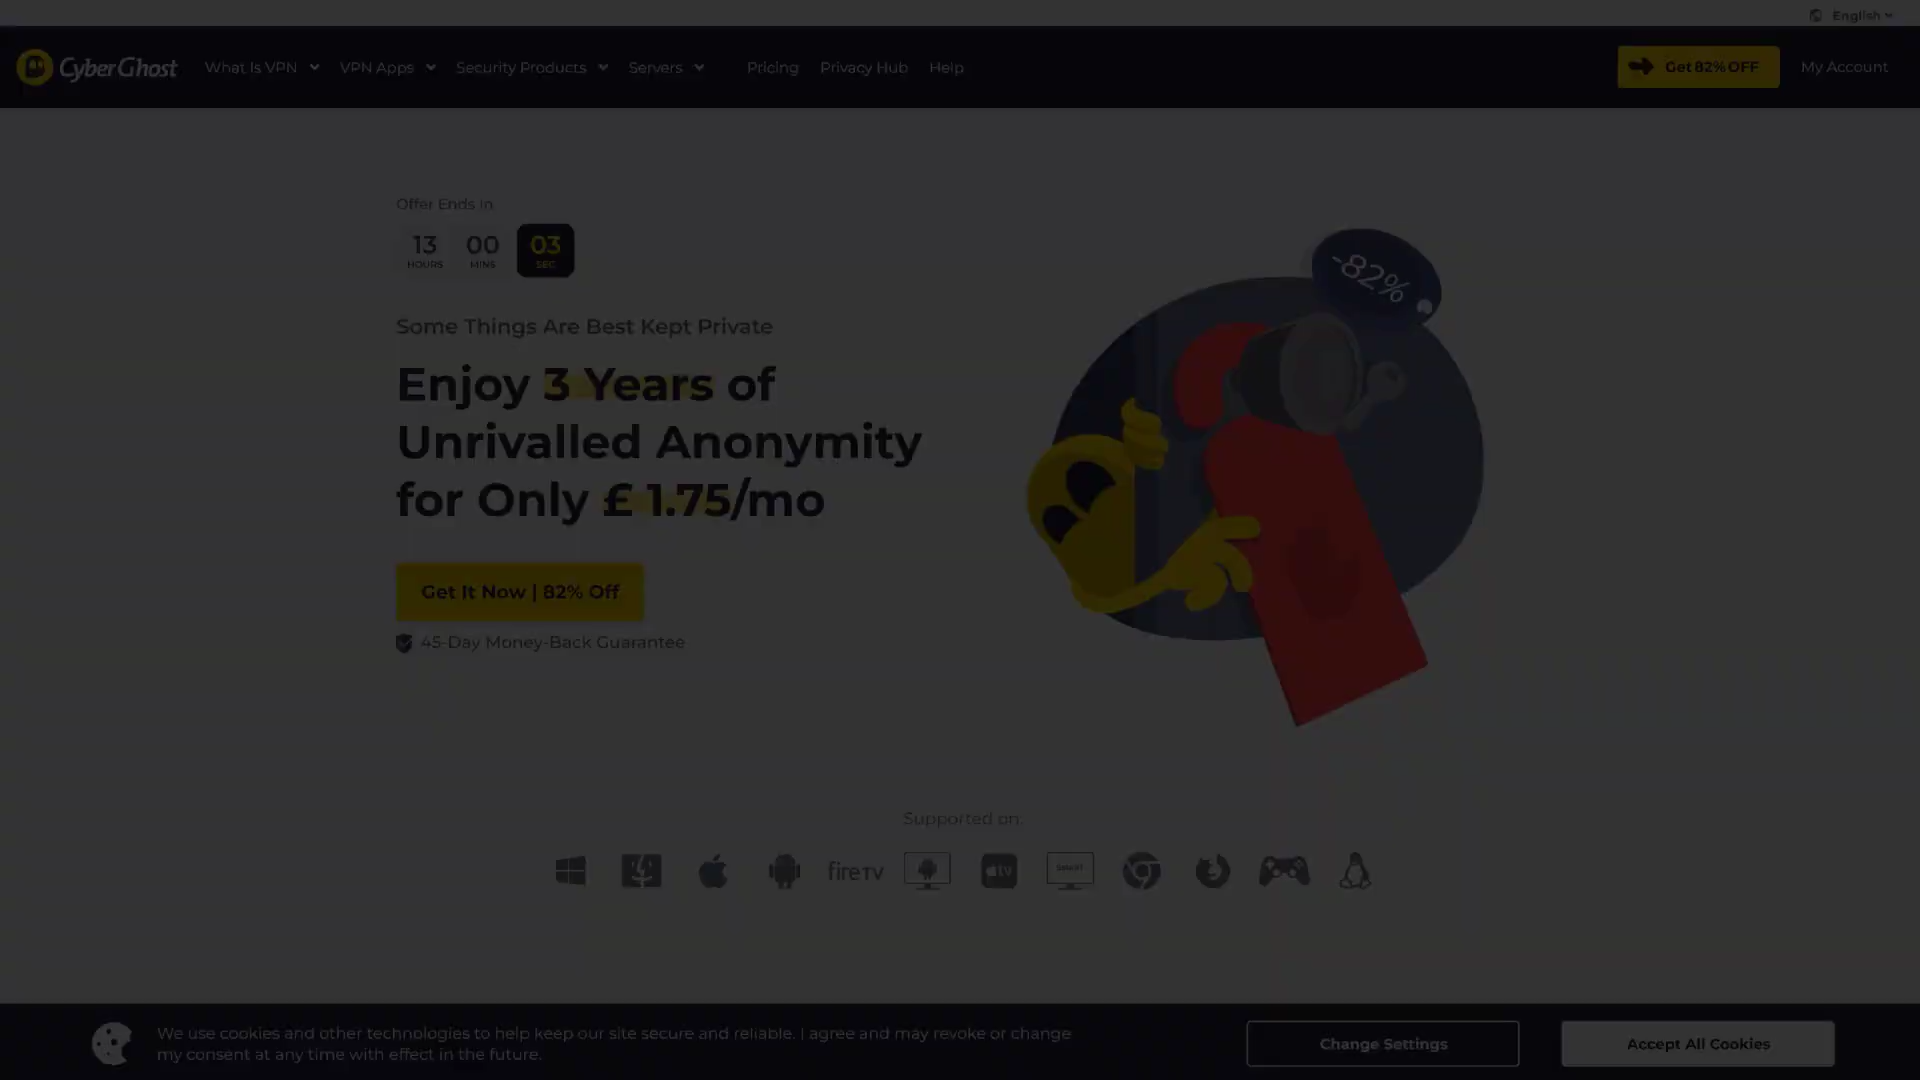 English
CyberGhost What Is VPN VPN Apps Security Products Servers Pricing Privacy Hub Help Get 82% OFF My Account
Offer Ends In
13 00 03
HOURS MINS SEC
-82%
Some Things Are Best Kept Private
Enjoy 3 Years of
Unrivalled Anonymity
for Only £ 1.75/mo
Get It Now | 82% Off
45-Day Money-Back Guarantee
Supported on:
fireTV
tv
We use cookies and other technologies to help keep our site secure and reliable. I agree and may revoke or change
my consent at any time with effect in the future.
Change Settings
Accept All Cookies